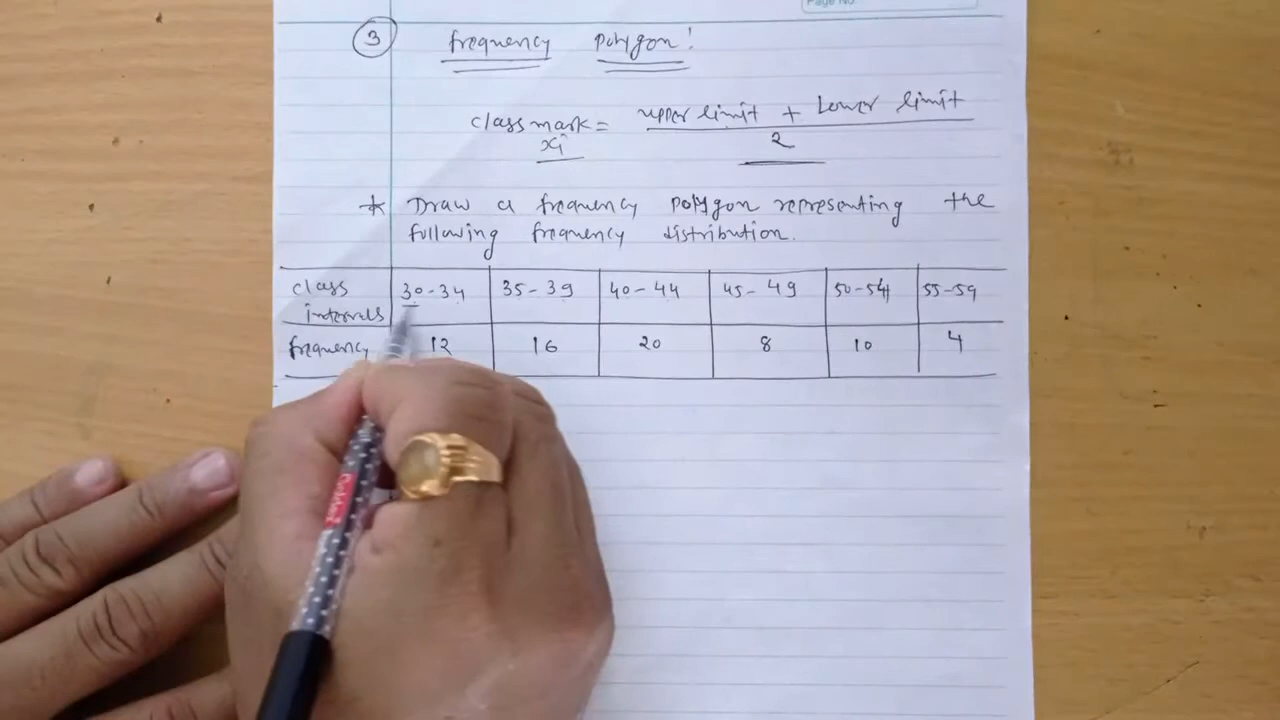 Page No.
3 frequency polygon:
class mark xi = upper limit + Lower limit / 2
* Draw a frequency polygon representing the
following frequency distribution.
class intervals 30-34 35-39 40-44 45-49 50-54 55-59
frequency 12 16 20 8 10 4